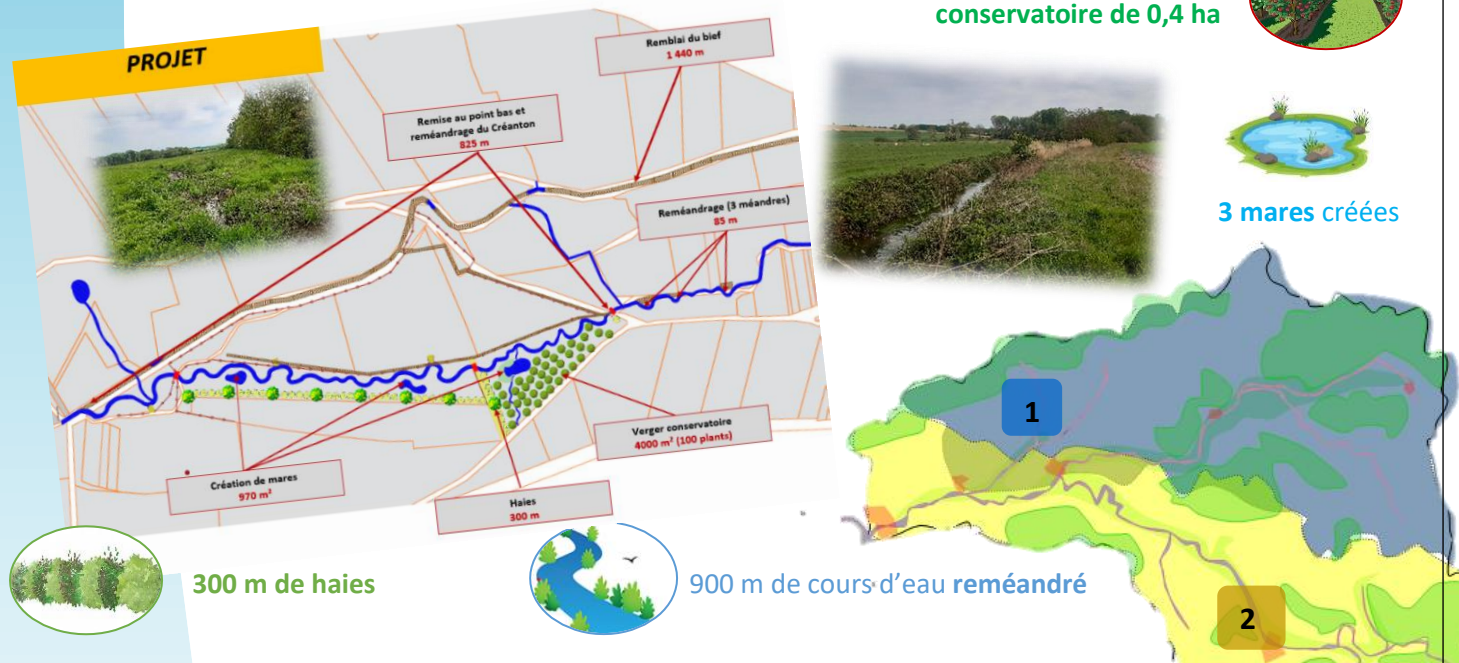 conservatoire de 0,4 ha
PROJET
Remblai du bief
1 440 m
Remise au point bas et
reméandrage du Créanton
825 m
Reméandrage (3 méandres)
85 m
3 mares créées
1
Verger conservatoire
4000 m² (100 plants)
Création de mares
970 m²
Haies
300 m
300 m de haies
900 m de cours d'eau reméandré
2